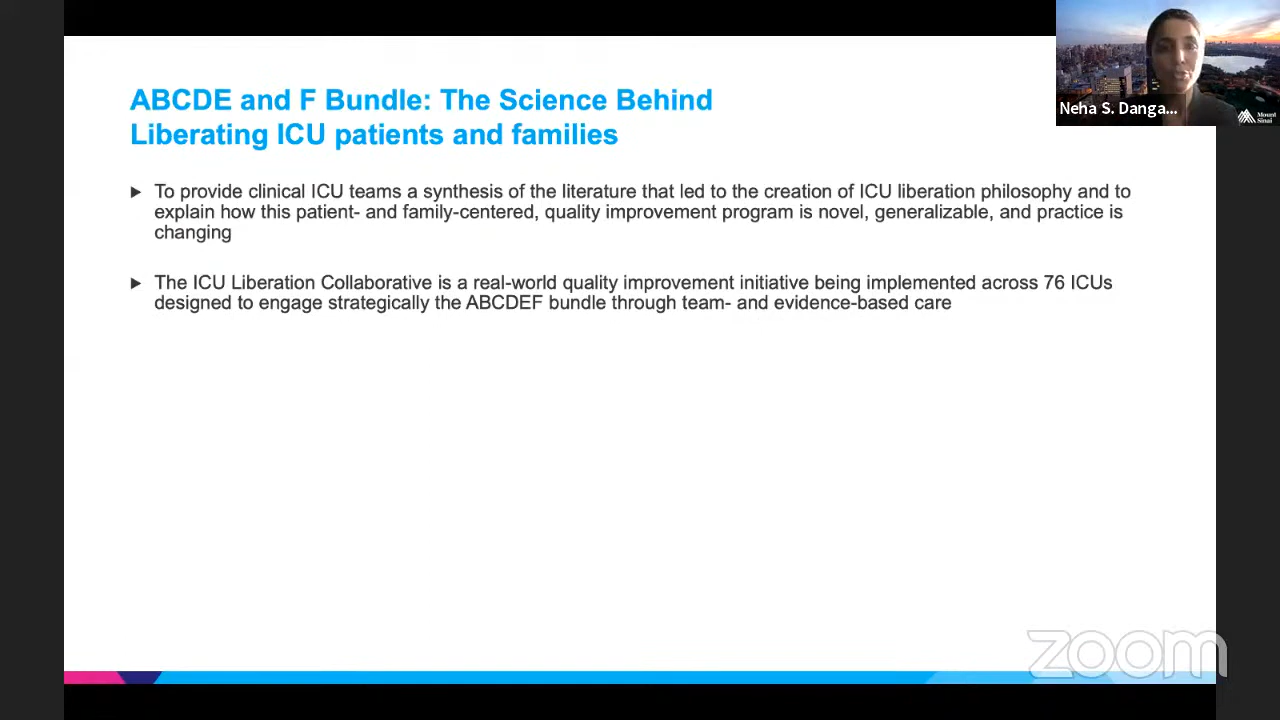 ABCDE and F Bundle: The Science Behind
Liberating ICU patients and families
To provide clinical ICU teams a synthesis of the literature that led to the creation of ICU liberation philosophy and to
explain how this patient- and family-centered, quality improvement program is novel, generalizable, and practice is
changing
The ICU Liberation Collaborative is a real-world quality improvement initiative being implemented across 76 ICUs
designed to engage strategically the ABCDEF bundle through team- and evidence-based care
Neha S. Danga...
Mount
Sinai
zoom